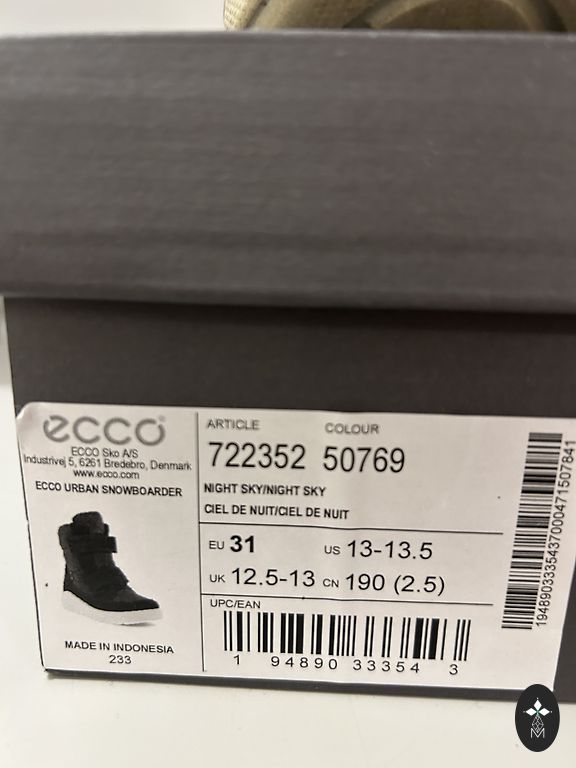 ecco
ECCO Sko A/S
Industrivej 5, 6261 Bredebro, Denmark
www.ecco.com
ECCO URBAN SNOWBOARDER
MADE IN INDONESIA
233
ARTICLE COLOUR
722352 50769
NIGHT SKY/NIGHT SKY
CIEL DE NUIT/CIEL DE NUIT
EU 31 US 13-13.5
UK 12.5-13 CN 190 (2.5)
UPC/EAN
1 94890 33354 3
1948903335437000471507841
M